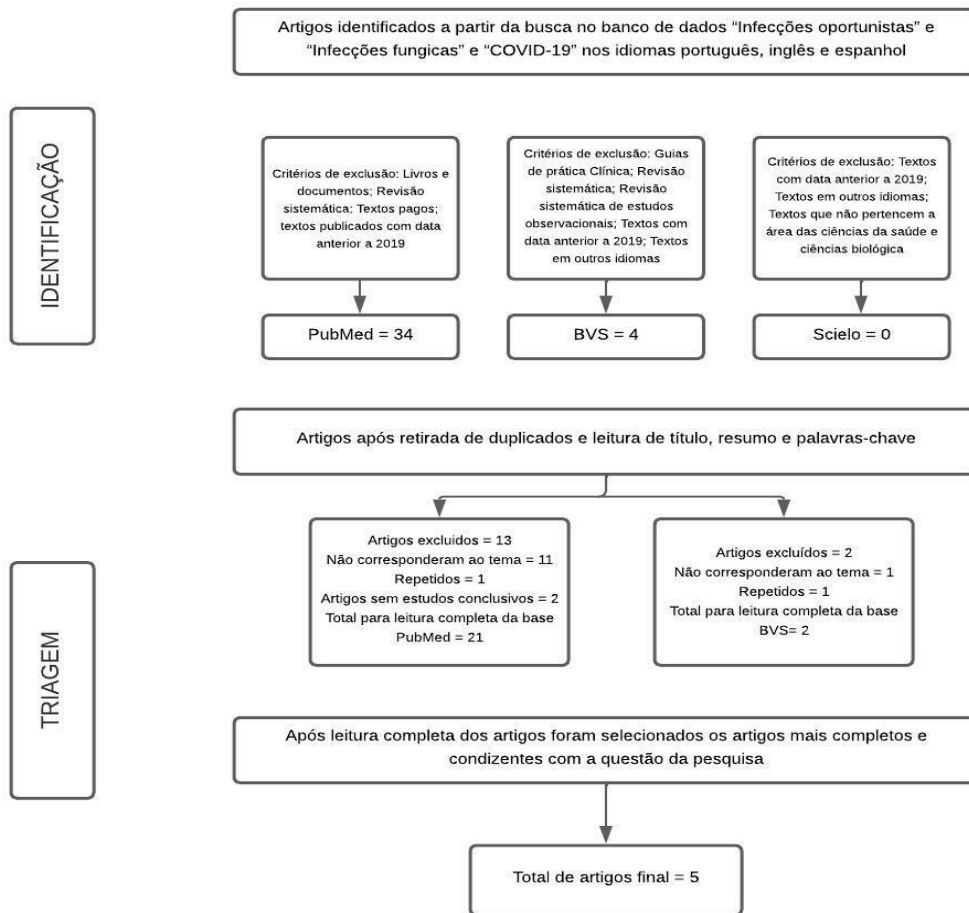 Artigos identificados a partir da busca no banco de dados “Infecções oportunistas” e
“Infecções fungicas” e “COVID-19” nos idiomas português, inglês e espanhol
IDENTIFICAÇÃO
Critérios de exclusão: Livros e
documentos; Revisão
sistemática; Textos pagos;
textos publicados com data
anterior a 2019
Critérios de exclusão: Guias
de prática Clínica; Revisão
sistemática; Revisão
sistemática de estudos
observacionais; Textos com
data anterior a 2019; Textos
em outros idiomas
Critérios de exclusão: Textos
com data anterior a 2019;
Textos em outros idiomas;
Textos que não pertencem a
área das ciências da saúde e
ciências biológica
PubMed = 34
BVS = 4
Scielo = 0
Artigos após retirada de duplicados e leitura de título, resumo e palavras-chave
TRIAGEM
Artigos excluidos = 13
Não corresponderam ao tema = 11
Repetidos = 1
Artigos sem estudos conclusivos = 2
Total para leitura completa da base
PubMed = 21
Artigos excluídos = 2
Não corresponderam ao tema = 1
Repetidos = 1
Total para leitura completa da base
BVS= 2
Após leitura completa dos artigos foram selecionados os artigos mais completos e
condizentes com a questão da pesquisa
Total de artigos final = 5